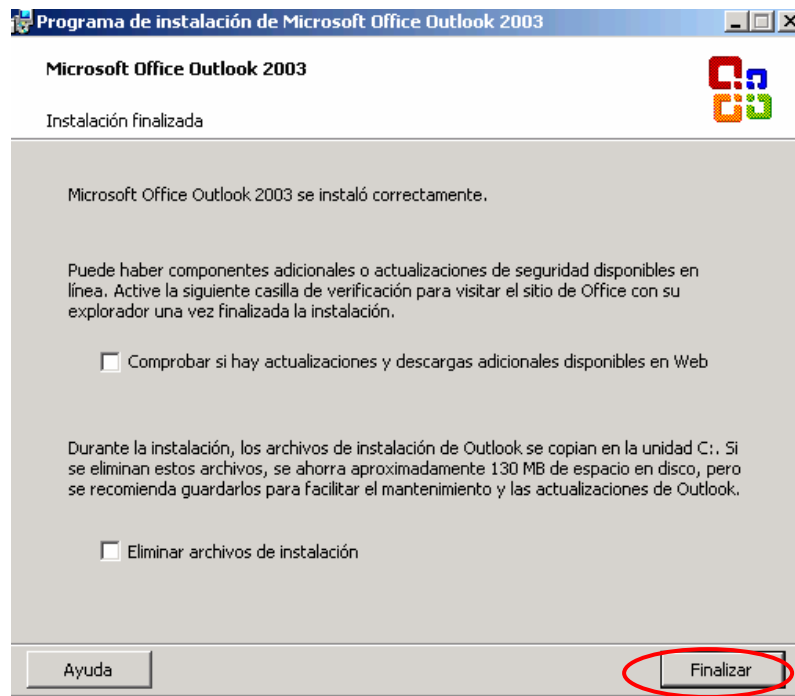 Programa de instalación de Microsoft Office Outlook 2003
Microsoft Office Outlook 2003
Instalación finalizada
Microsoft Office Outlook 2003 se instaló correctamente.
Puede haber componentes adicionales o actualizaciones de seguridad disponibles en
línea. Active la siguiente casilla de verificación para visitar el sitio de Office con su
explorador una vez finalizada la instalación.
Comprobar si hay actualizaciones y descargas adicionales disponibles en Web
Durante la instalación, los archivos de instalación de Outlook se copian en la unidad C:. Si
se eliminan estos archivos, se ahorra aproximadamente 130 MB de espacio en disco, pero
se recomienda guardarlos para facilitar el mantenimiento y las actualizaciones de Outlook.
Eliminar archivos de instalación
Ayuda
Finalizar